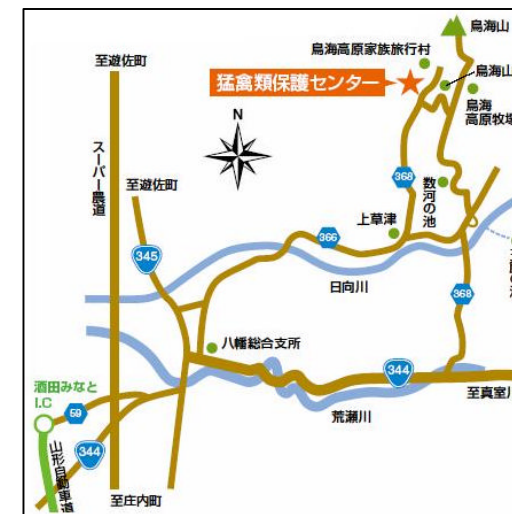 鳥海山
至遊佐町
鳥海高原家族旅行村
猛禽類保護センター
鳥海山
鳥海
高原牧場
N
スーパー農道
至遊佐町
368
数河の池
上草津
366
345
日向川
368
八幡総合支所
344
酒田みなと
I.C
59
至真室川
荒瀬川
344
山形自動車道
至庄内町